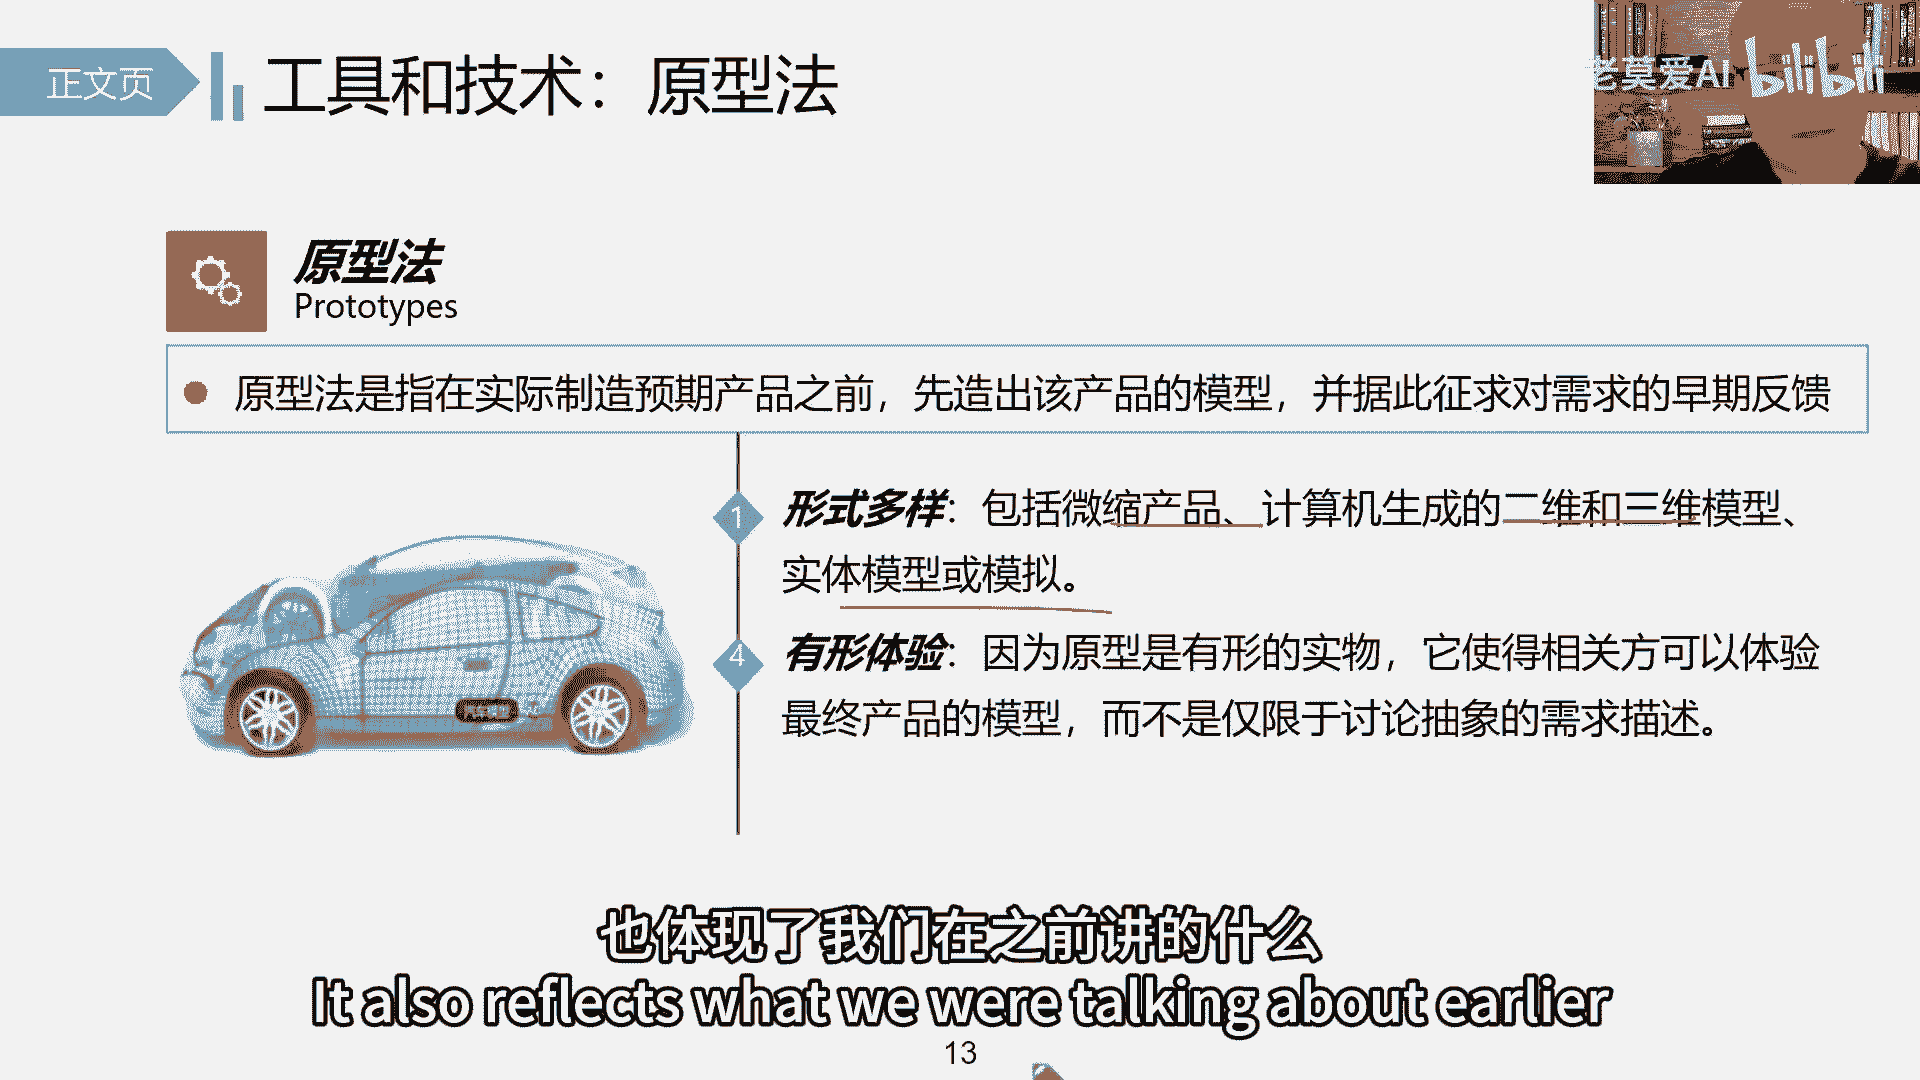 正文页
工具和技术：原型法
老莫爱AI
bilibili
原型法
Prototypes
原型法是指在实际制造预期产品之前，先造出该产品的模型，并据此征求对需求的早期反馈
1
形式多样：包括微缩产品、计算机生成的二维和三维模型、
实体模型或模拟。
4
有形体验：因为原型是有形的实物，它使得相关方可以体验
最终产品的模型，而不是仅限于讨论抽象的需求描述。
也体现了我们在之前讲的什么
It also reflects what we were talking about earlier
13